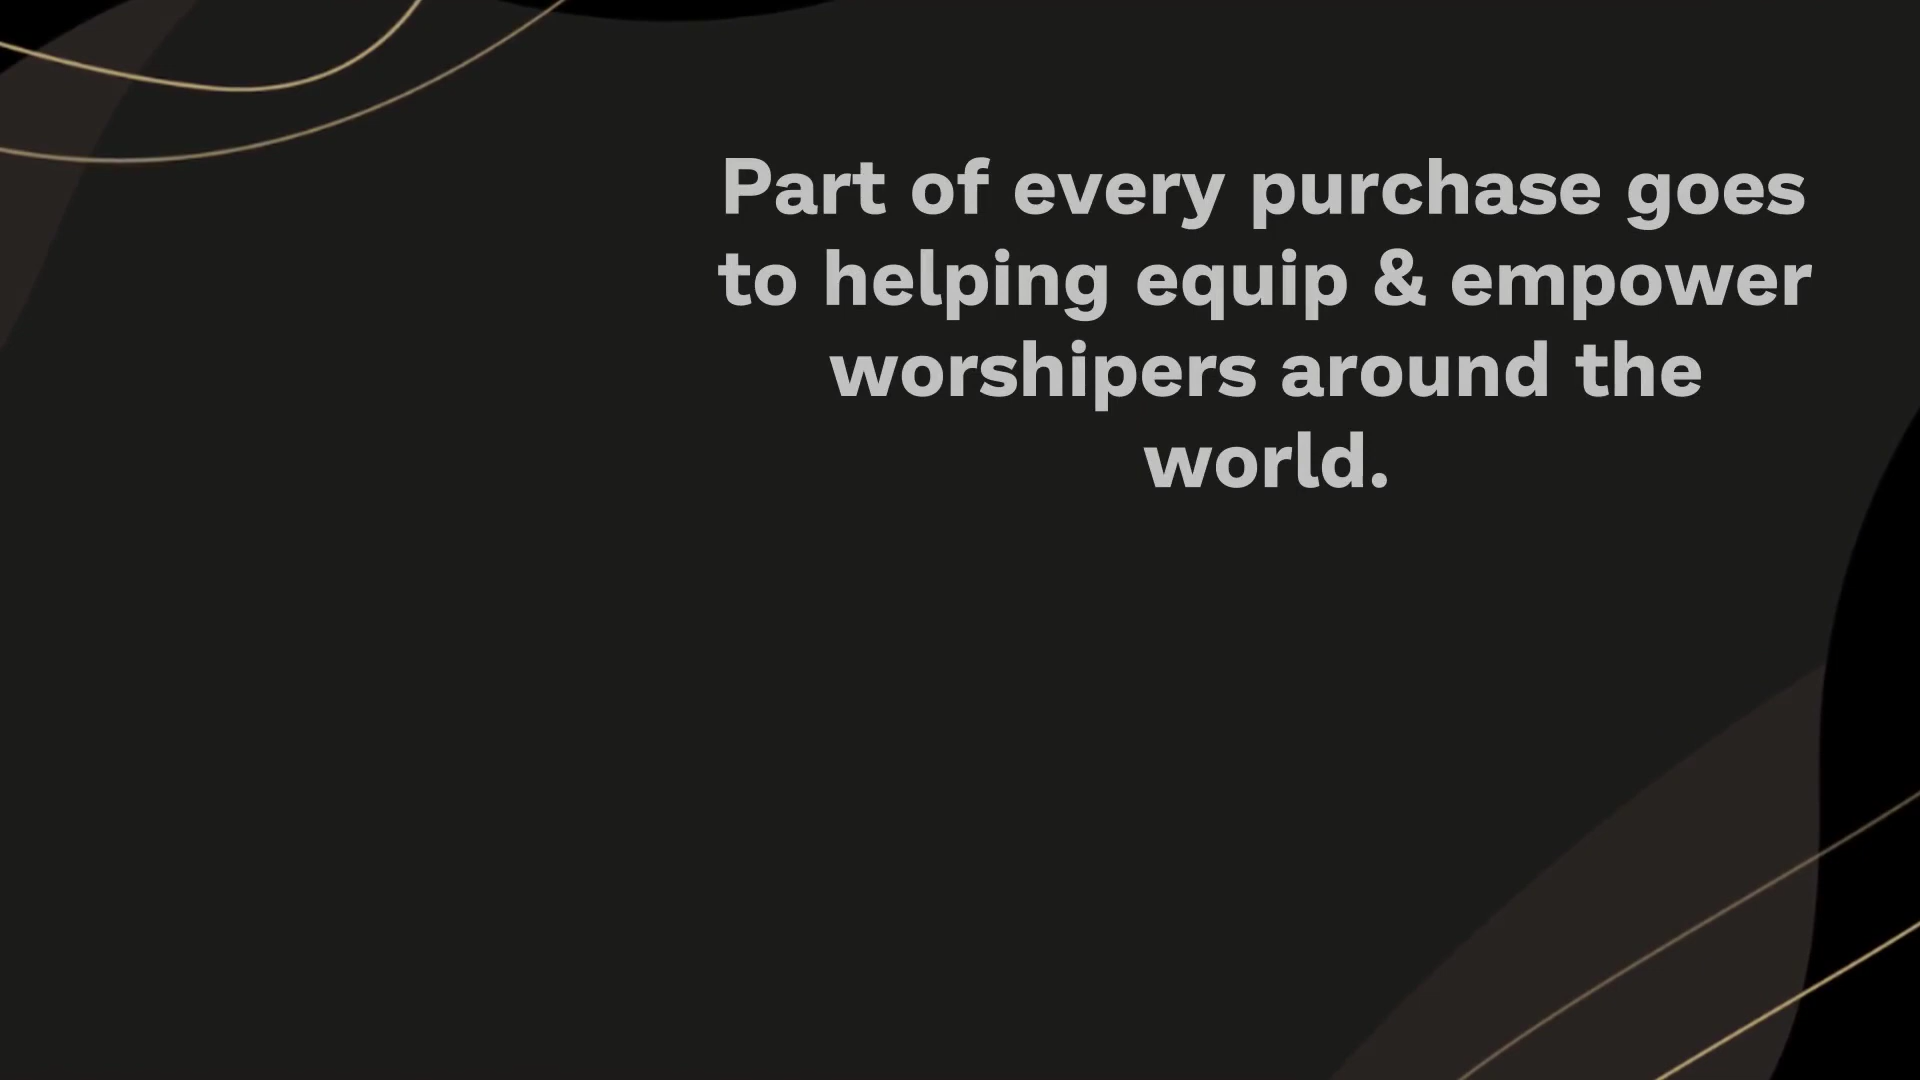 Part of every purchase goes
to helping equip & empower
worshipers around the
world.